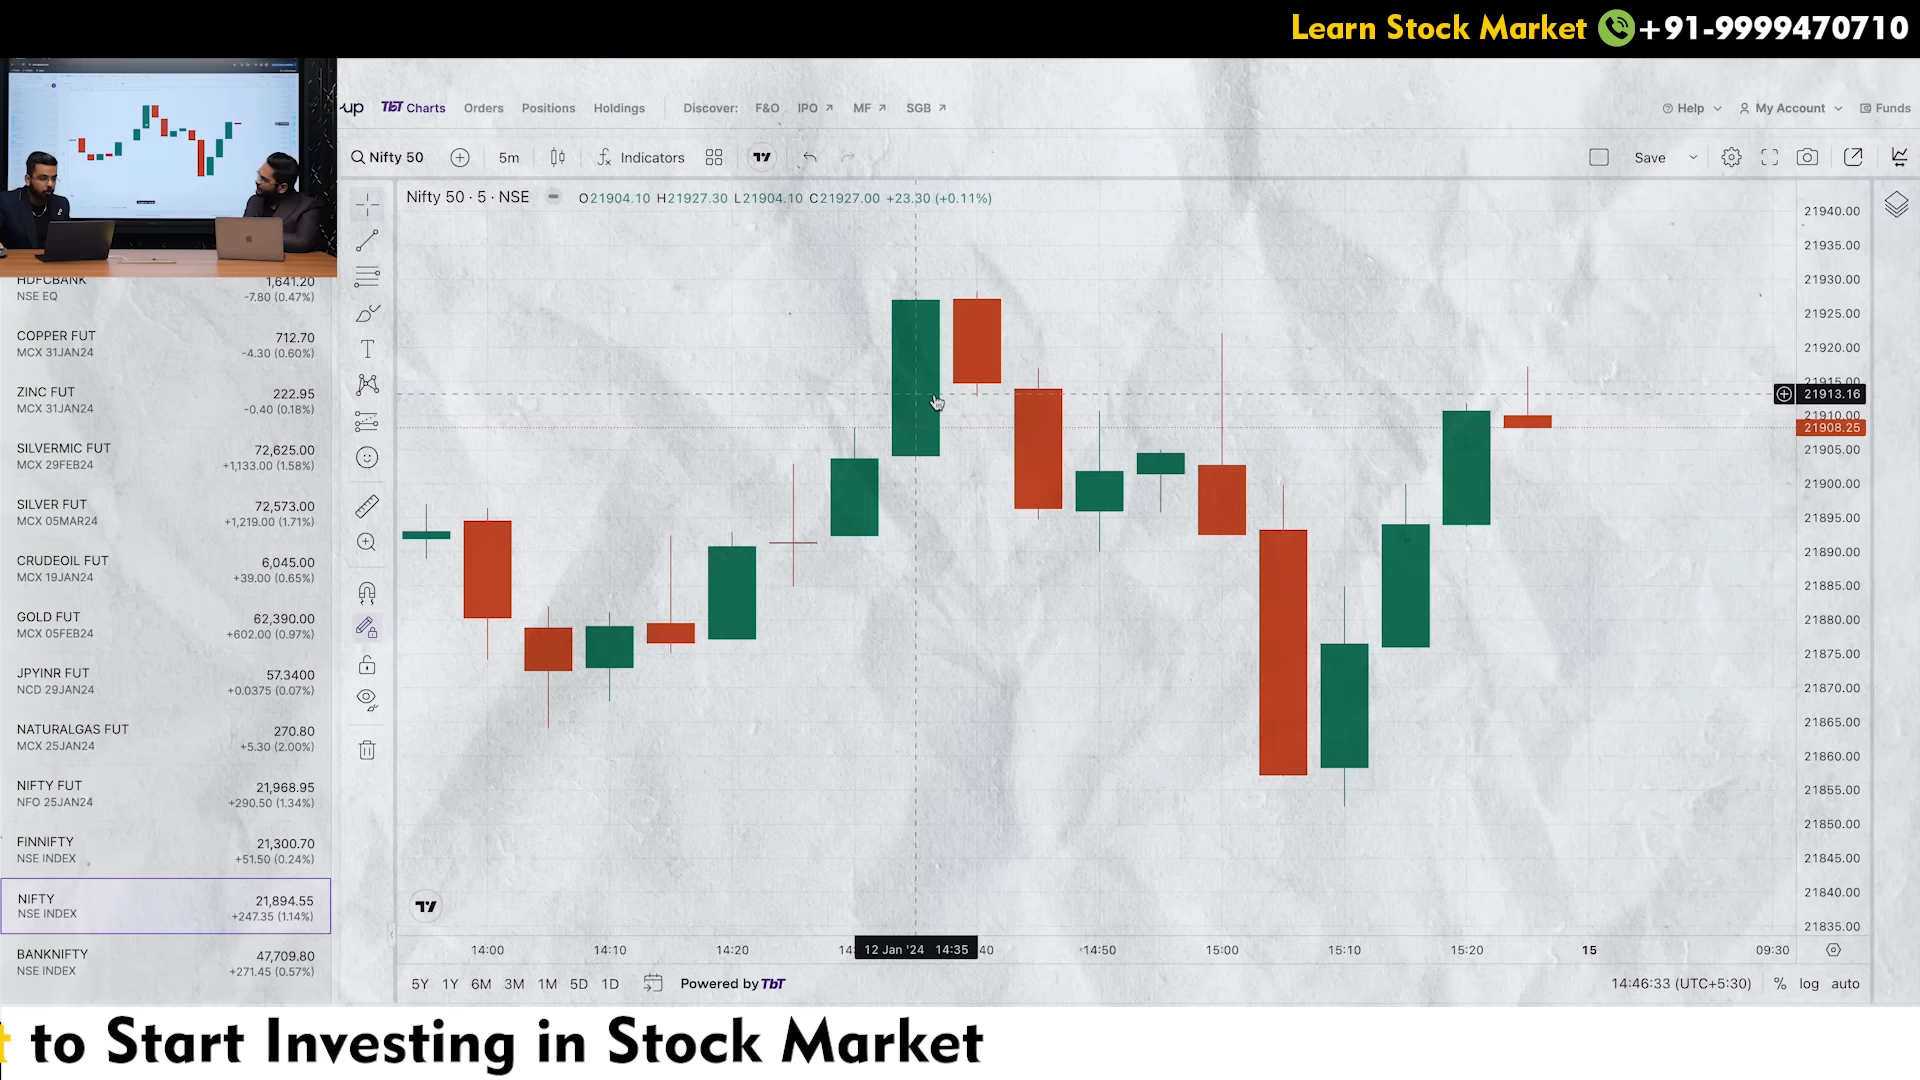 Learn Stock Market +91-9999470710
up TBT Charts Orders Positions Holdings Discover: F&O IPO MF SGB Help My Account Funds
Nifty 50 5m Indicators Save
Nifty 50 · 5 · NSE O21904.10 H21927.30 L21904.10 C21927.00 +23.30 (+0.11%)
HDFCBANK 1,641.20
NSE EQ -7.80 (0.47%)
COPPER FUT 712.70
MCX 31JAN24 -4.30 (0.60%)
ZINC FUT 222.95
MCX 31JAN24 -0.40 (0.18%)
SILVERMIC FUT 72,625.00
MCX 29FEB24 +1,133.00 (1.58%)
SILVER FUT 72,573.00
MCX 05MAR24 +1,219.00 (1.71%)
CRUDEOIL FUT 6,045.00
MCX 19JAN24 +39.00 (0.65%)
GOLD FUT 62,390.00
MCX 05FEB24 +602.00 (0.97%)
JPYINR FUT 57.3400
NCD 29JAN24 +0.0375 (0.07%)
NATURALGAS FUT 270.80
MCX 25JAN24 +5.30 (2.00%)
NIFTY FUT 21,968.95
NFO 25JAN24 +290.50 (1.34%)
FINNIFTY 21,300.70
NSE INDEX +51.50 (0.24%)
NIFTY 21,894.55
NSE INDEX +247.35 (1.14%)
BANKNIFTY 47,709.80
NSE INDEX +271.45 (0.57%)
21940.00
21935.00
21930.00
21925.00
21920.00
21915.00
21913.16
21910.00
21908.25
21905.00
21900.00
21895.00
21890.00
21885.00
21880.00
21875.00
21870.00
21865.00
21860.00
21855.00
21850.00
21845.00
21840.00
21835.00
14:00 14:10 14:20 14: 12 Jan '24 14:35 :40 14:50 15:00 15:10 15:20 15 09:30
5Y 1Y 6M 3M 1M 5D 1D Powered by TBT 14:46:33 (UTC+5:30) % log auto
to Start Investing in Stock Market